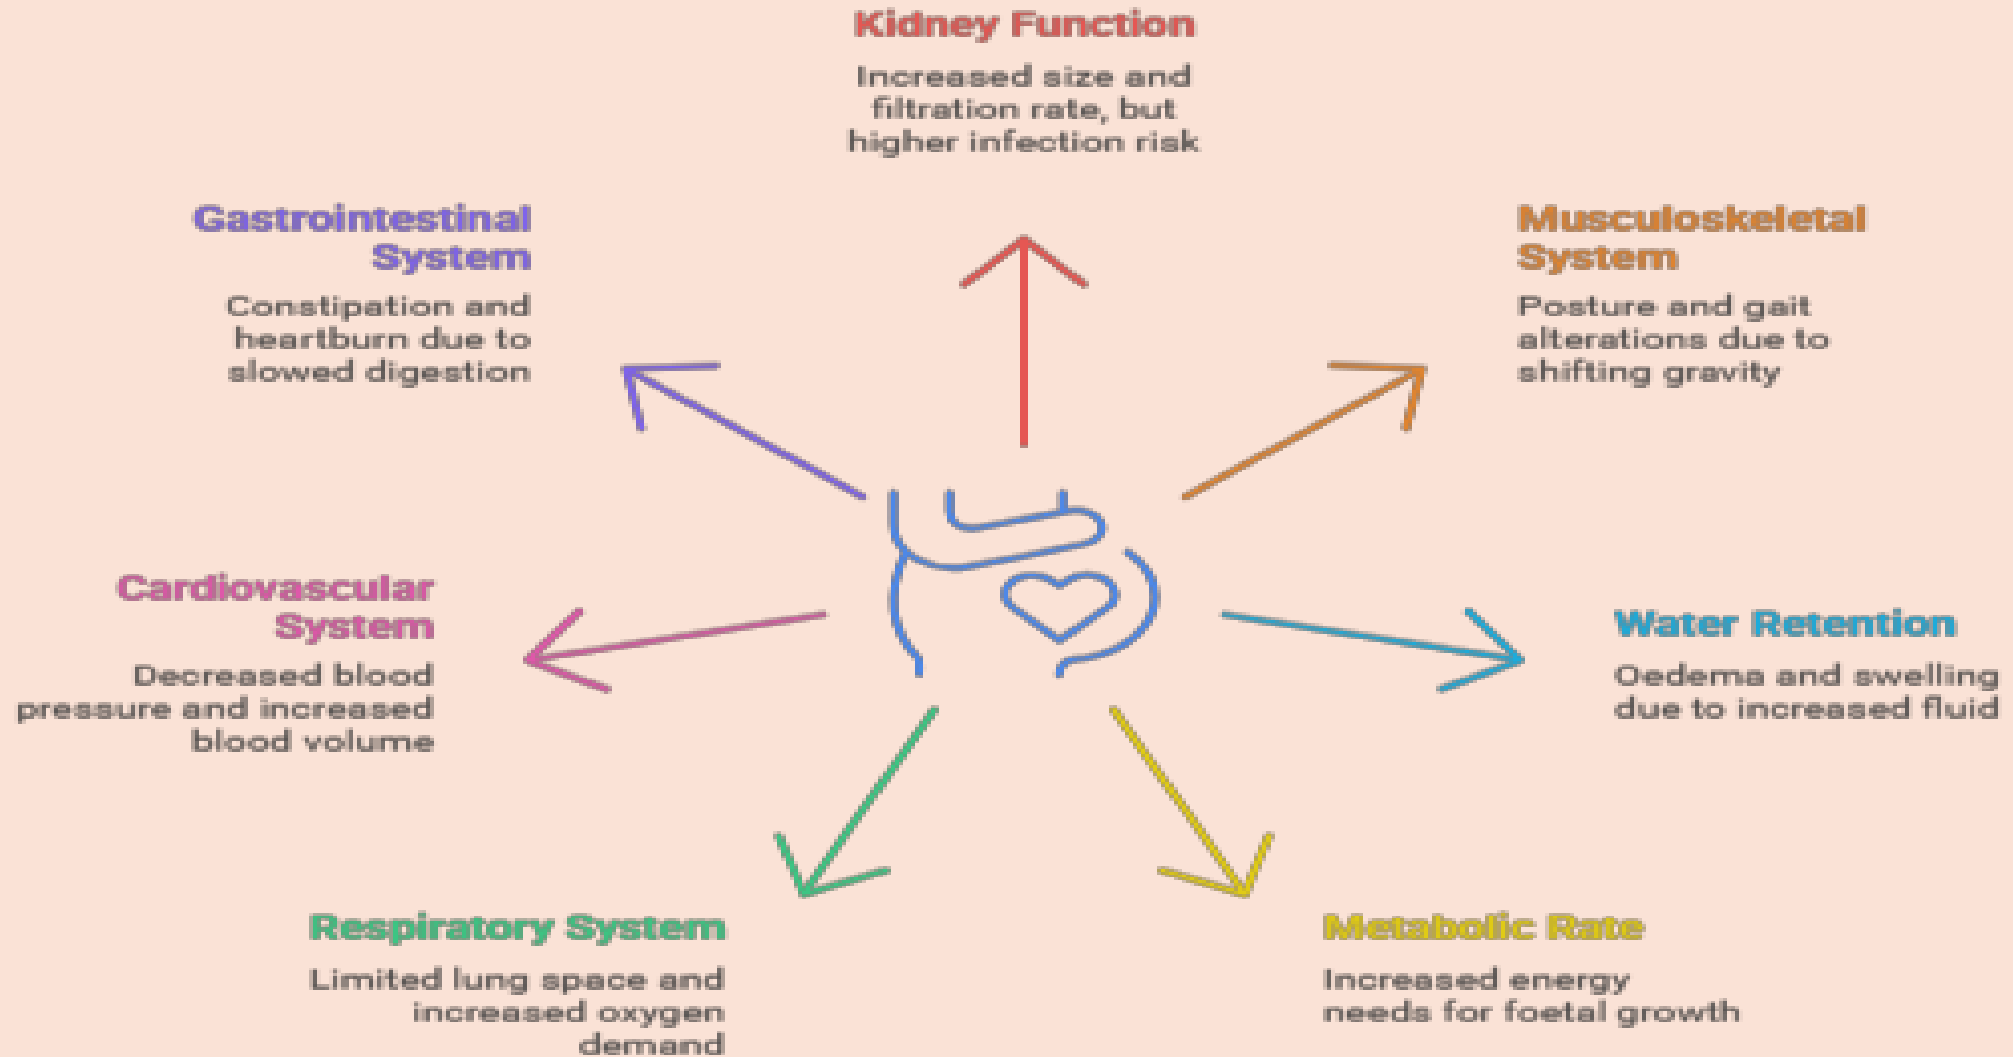 Kidney Function
Increased size and
filtration rate, but
higher infection risk
Gastrointestinal
System
Constipation and
heartburn due to
slowed digestion
Musculoskeletal
System
Posture and gait
alterations due to
shifting gravity
Cardiovascular
System
Decreased blood
pressure and increased
blood volume
Water Retention
Oedema and swelling
due to increased fluid
Respiratory System
Limited lung space and
increased oxygen
demand
Metabolic Rate
Increased energy
needs for foetal growth